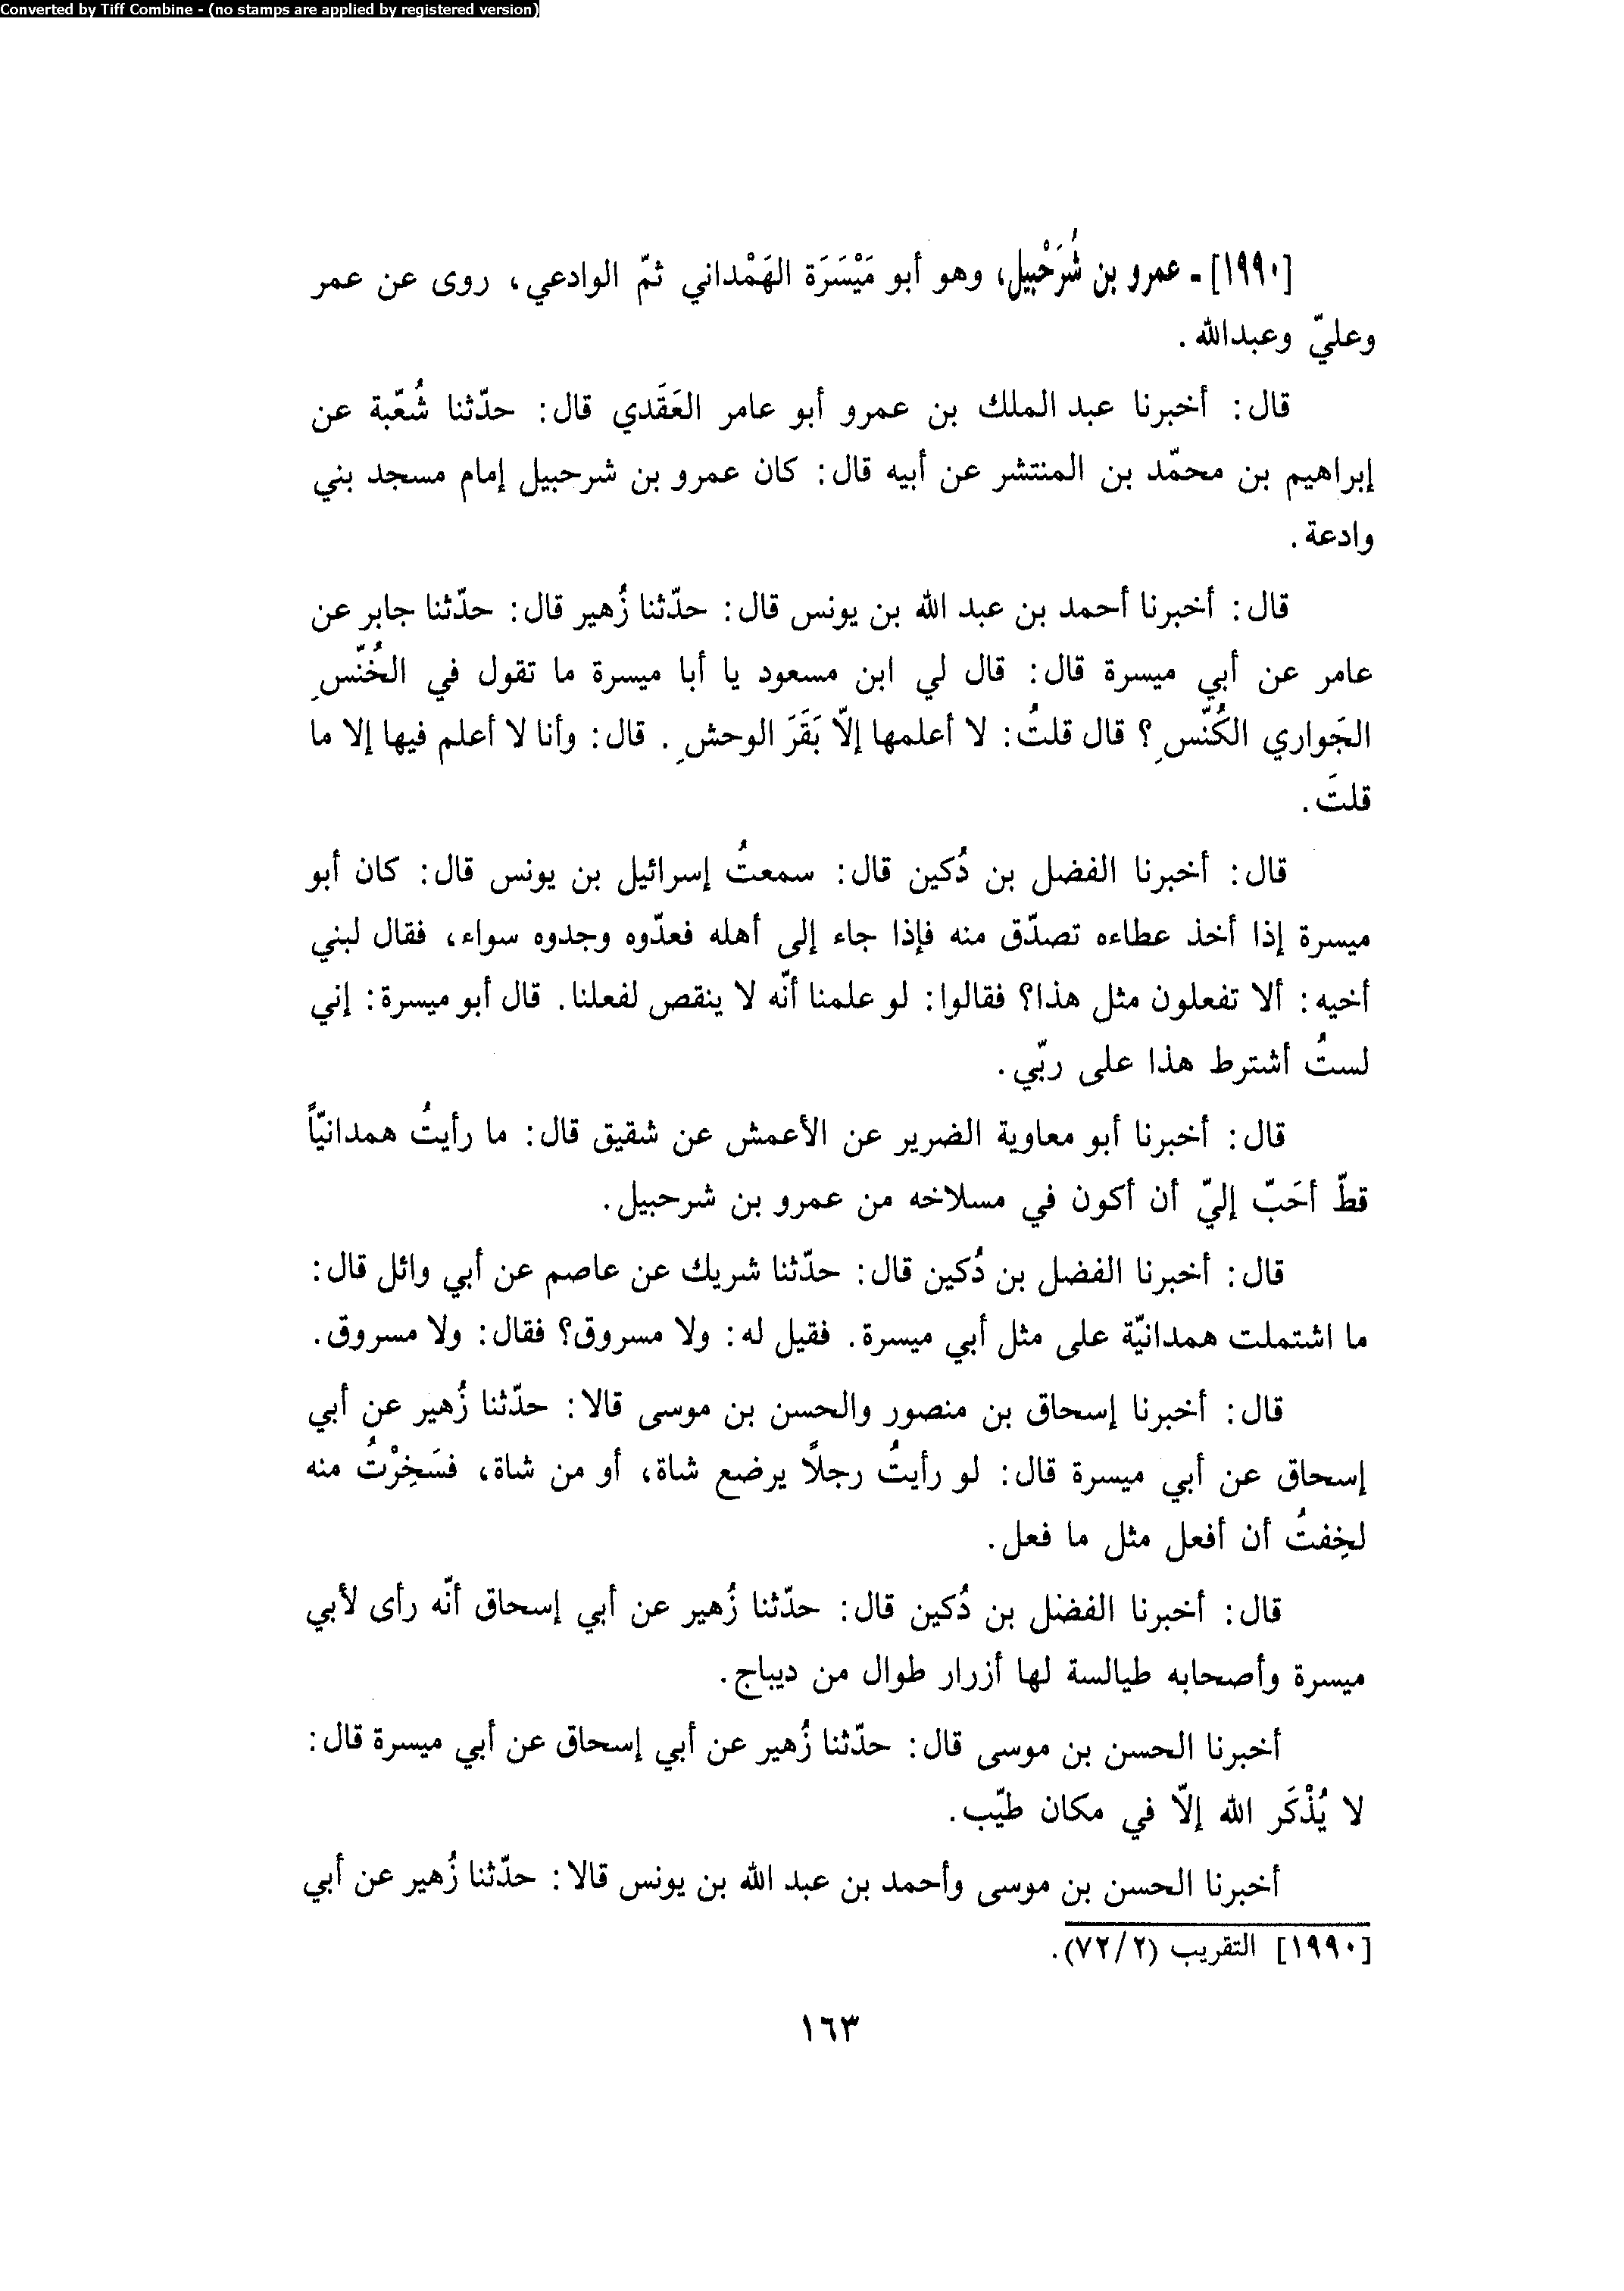 Converted by Tiff Combine - (no stamps are applied by registered version)
[١٩٩٠] - عمرو بن شُرَحْبيل، وهو أبو مَيْسَرَة الهَمْداني ثمّ الوادعي، روى عن عمر
وعليّ وعبدالله.
قال: أخبرنا عبد الملك بن عمرو أبو عامر العَقَدي قال: حدّثنا شُعّبة عن
إبراهيم بن محمّد بن المنتشر عن أبيه قال: كان عمرو بن شرحبيل إمام مسجد بني
وادعة.
قال: أخبرنا أحمد بن عبد الله بن يونس قال: حدّثنا زُهير قال: حدّثنا جابر عن
عامر عن أبي ميسرة قال: قال لي ابن مسعود يا أبا ميسرة ما تقول في الخُنّسِ
الجَواري الكُنّسِ؟ قال قلتُ: لا أعلمها إلاّ بَقَرَ الوحشِ. قال: وأنا لا أعلم فيها إلا ما
قلتَ.
قال: أخبرنا الفضل بن دُكين قال: سمعتُ إسرائيل بن يونس قال: كان أبو
ميسرة إذا أخذ عطاءه تصدّق منه فإذا جاء إلى أهله فعدّوه وجدوه سواء، فقال لبني
أخيه: ألا تفعلون مثل هذا؟ فقالوا: لو علمنا أنّه لا ينقص لفعلنا. قال أبو ميسرة: إني
لستُ أشترط هذا على ربّي.
قال: أخبرنا أبو معاوية الضرير عن الأعمش عن شقيق قال: ما رأيتُ همدانيّاً
قطّ أحَبّ إليّ أن أكون في مسلاخه من عمرو بن شرحبيل.
قال: أخبرنا الفضل بن دُكين قال: حدّثنا شريك عن عاصم عن أبي وائل قال:
ما اشتملت همدانيّة على مثل أبي ميسرة. فقيل له: ولا مسروق؟ فقال: ولا مسروق.
قال: أخبرنا إسحاق بن منصور والحسن بن موسى قالا: حدّثنا زُهير عن أبي
إسحاق عن أبي ميسرة قال: لو رأيتُ رجلاً يرضع شاة، أو من شاة، فسَخِرْتُ منه
لخِفتُ أن أفعل مثل ما فعل.
قال: أخبرنا الفضل بن دُكين قال: حدّثنا زُهير عن أبي إسحاق أنّه رأى لأبي
ميسرة وأصحابه طيالسة لها أزرار طوال من ديباج.
أخبرنا الحسن بن موسى قال: حدّثنا زُهير عن أبي إسحاق عن أبي ميسرة قال:
لا يُذْكَر الله إلاّ في مكان طيّب.
أخبرنا الحسن بن موسى وأحمد بن عبد الله بن يونس قالا: حدّثنا زُهير عن أبي
[١٩٩٠] التقريب (٧٢/٢).
١٦٣